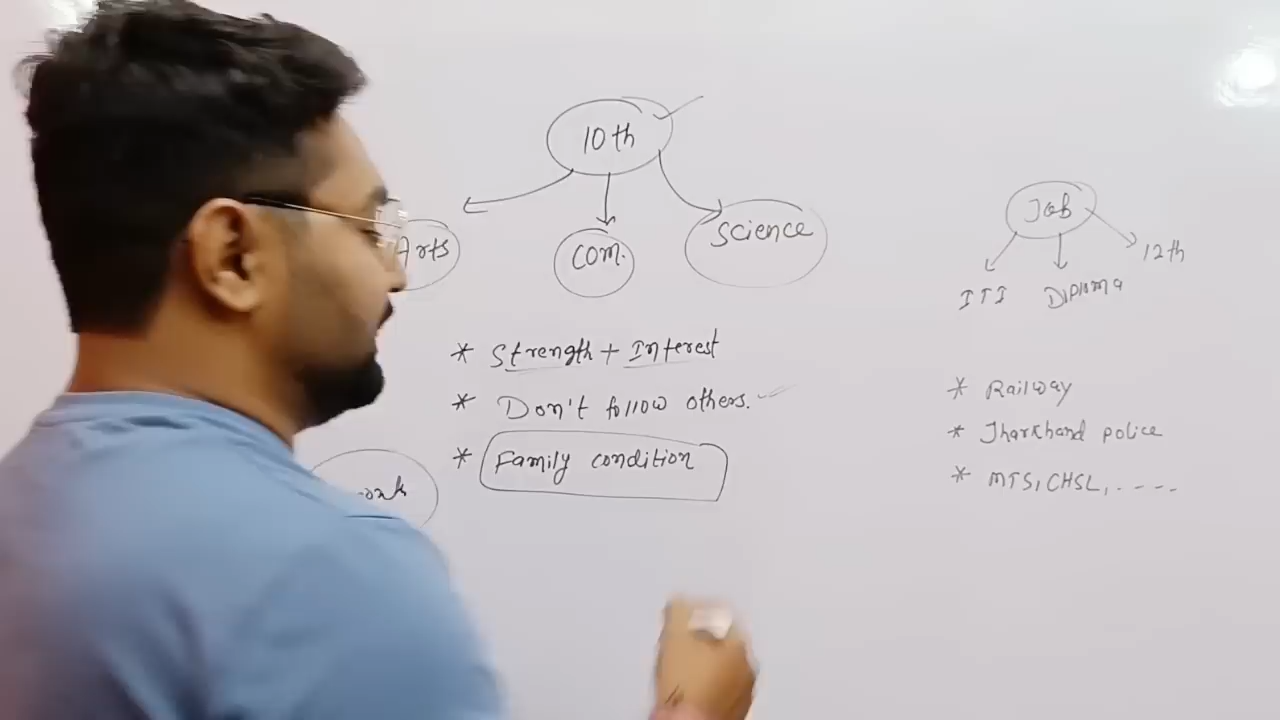 10th
Arts
com.
Science
* Strength + Interest
* Don't follow others.
* Family condition
Job
ITI
Diploma
12th
* Railway
* Jharkhand police
* MTS, CHSL, - - - -